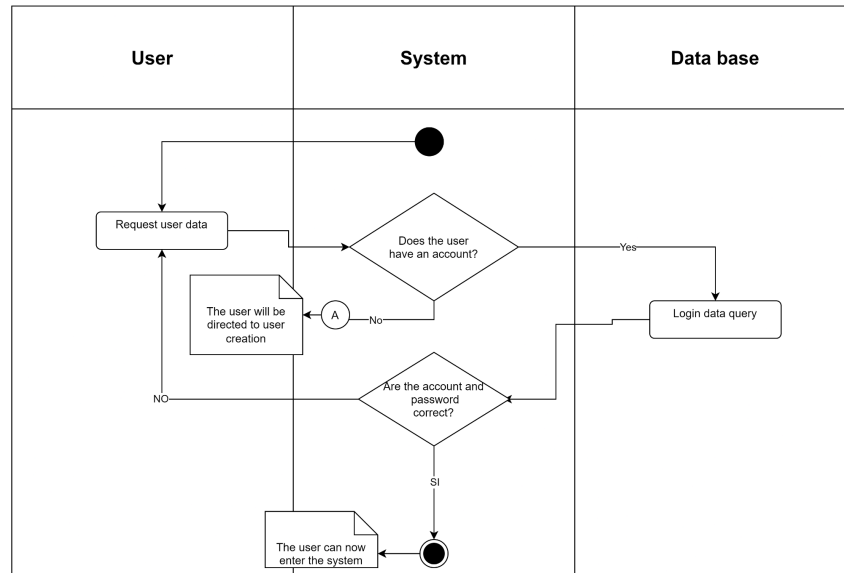 User
System
Data base
Request user data
Does the user
have an account?
Yes
The user will be
directed to user
creation
A
No
Login data query
Are the account and
password
correct?
NO
SI
The user can now
enter the system